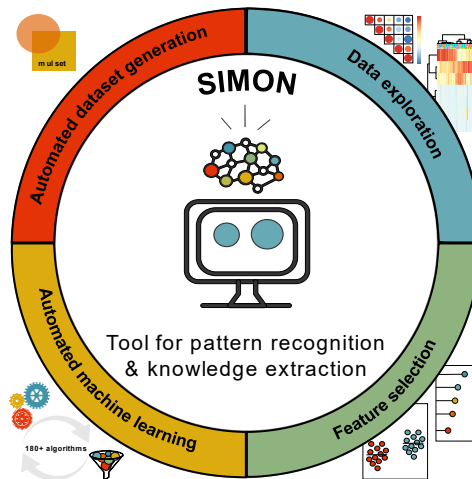 Automated dataset generation
m ul set
SIMON
Data exploration
Tool for pattern recognition
& knowledge extraction
Automated machine learning
180+ algorithms
Feature selection